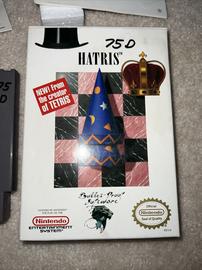 75D
HATRIS
NEW! From
the creator
of TETRIS
75
D
Bullet-Proof
Software
Nintendo
ENTERTAINMENT
SYSTEM
Official
Nintendo
Seal of Quality